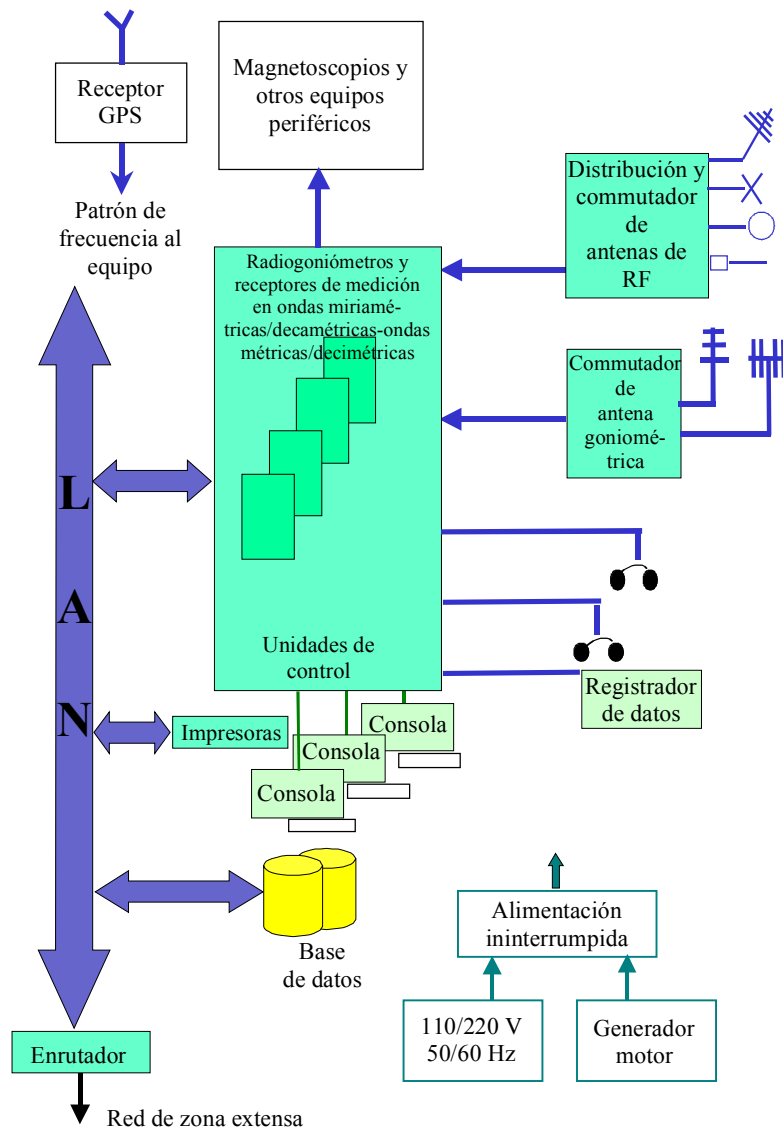 Receptor
GPS
Patrón de
frecuencia al
equipo
Magnetoscopios y
otros equipos
periféricos
Distribución y
commutador
de
antenas de
RF
Radiogoniómetros y
receptores de medición
en ondas miriamé-
tricas/decamétricas-ondas
métricas/decimétricas
Commutador
de
antena
goniomé-
trica
L
A
N
Unidades de
control
Registrador
de datos
Impresoras
Consola
Consola
Consola
Base
de datos
Alimentación
ininterrumpida
110/220 V
50/60 Hz
Generador
motor
Enrutador
Red de zona extensa